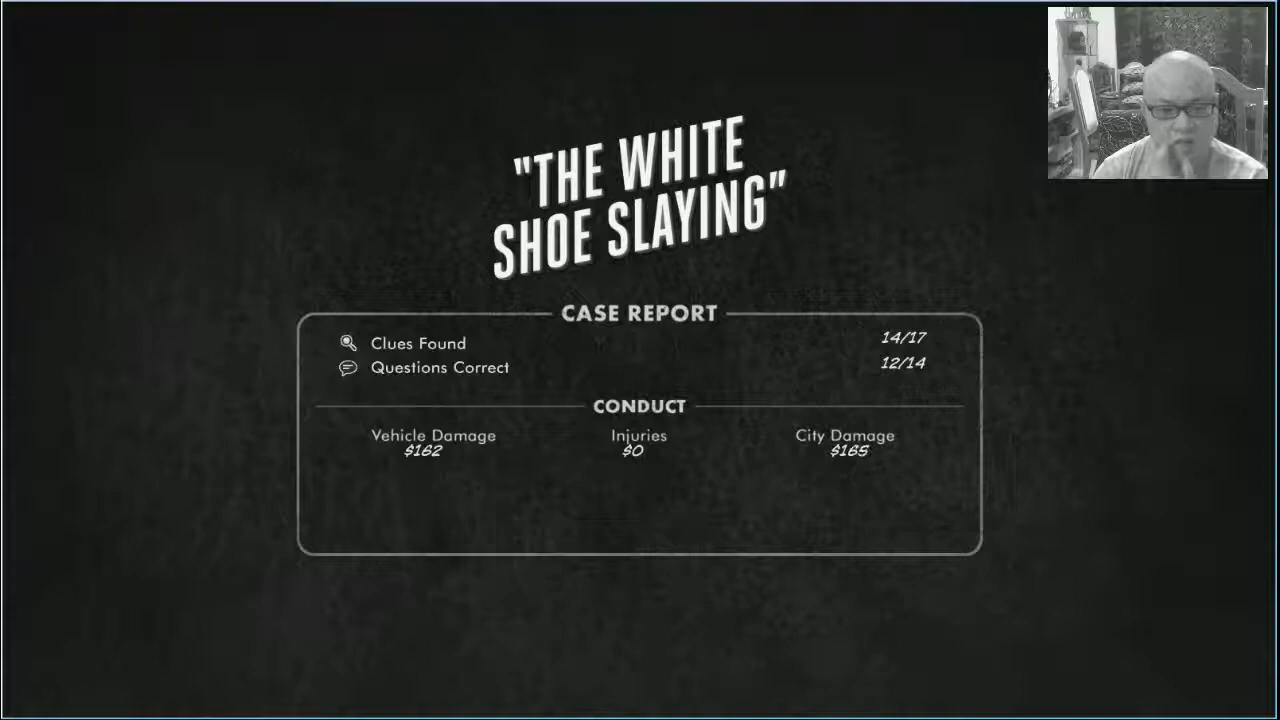 "THE WHITE
SHOE SLAYING"
CASE REPORT
Clues Found 14/17
Questions Correct 12/14
CONDUCT
Vehicle Damage Injuries City Damage
$162 $0 $165